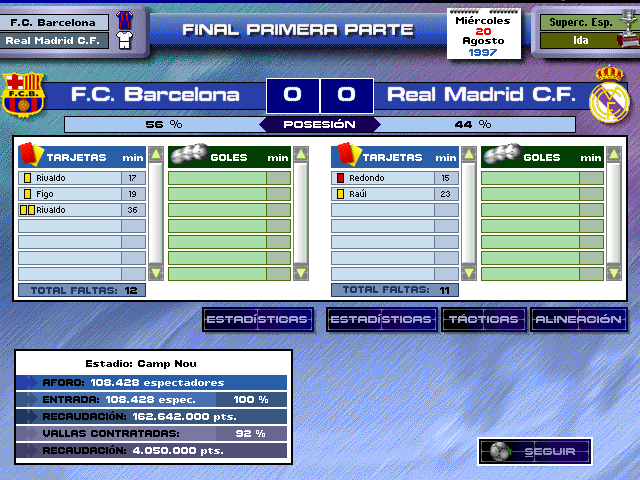 F.C. Barcelona
Real Madrid C.F.
FINAL PRIMERA PARTE
Miércoles
20
Agosto
1997
Superc. Esp.
Ida
F.C.B.
F.C. Barcelona 0 0 Real Madrid C.F.
56 % POSESIÓN 44 %
TARJETAS min GOLES min TARJETAS min GOLES min
Rivaldo 17 Redondo 15
Figo 19 Raúl 23
Rivaldo 36
TOTAL FALTAS: 12 TOTAL FALTAS: 11
ESTADÍSTICAS ESTADÍSTICAS TÁCTICAS ALINEACIÓN
Estadio: Camp Nou
AFORO: 108.428 espectadores
ENTRADA: 108.428 espec. 100 %
RECAUDACIÓN: 162.642.000 pts.
VALLAS CONTRATADAS: 92 %
RECAUDACIÓN: 4.050.000 pts.
SEGUIR